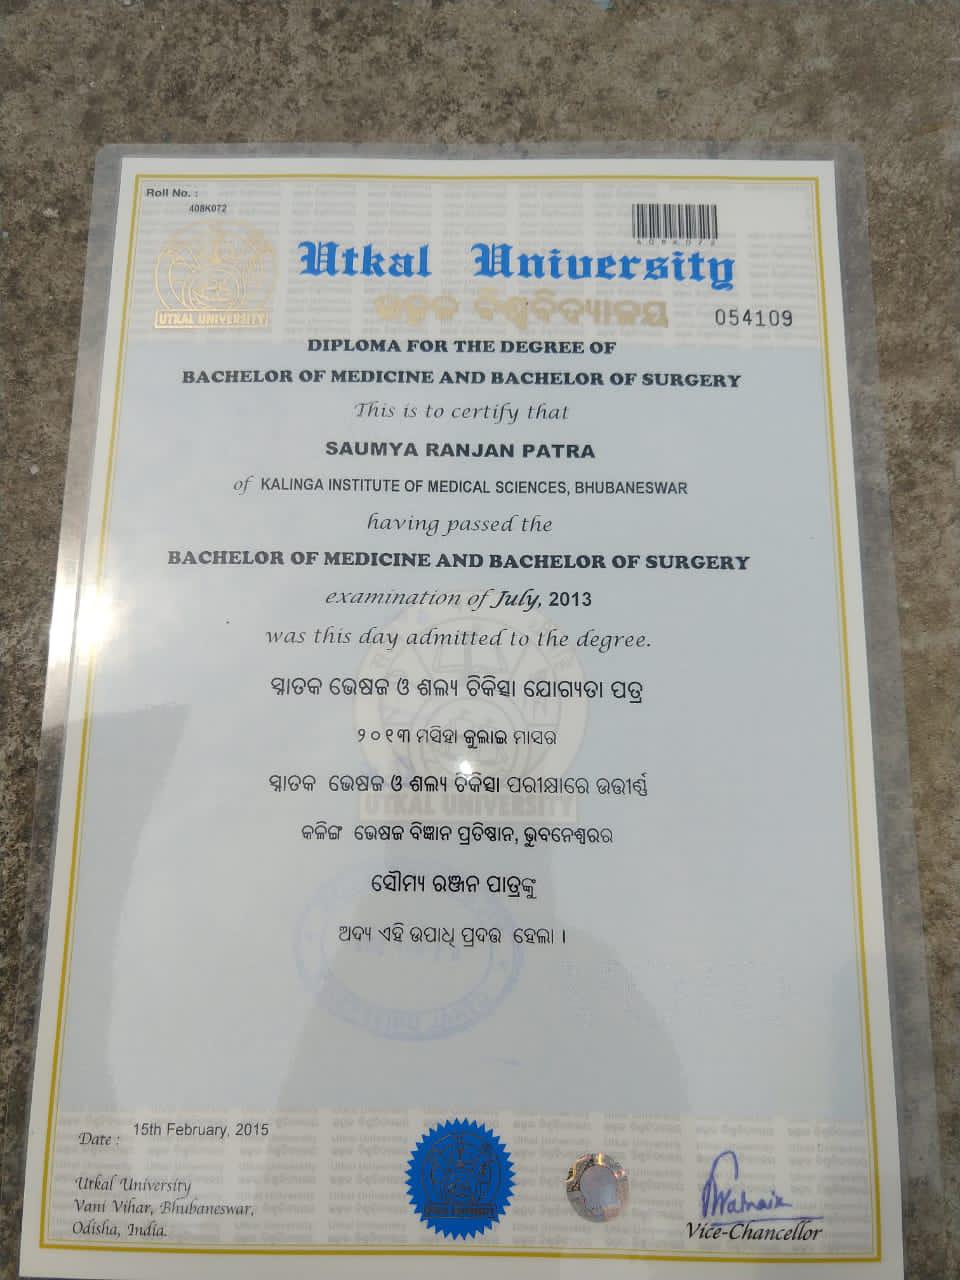 Roll No. :
408K072
408K072
Utkal University
ଉତ୍କଳ ବିଶ୍ୱବିଦ୍ୟାଳୟ
UTKAL UNIVERSITY
054109
DIPLOMA FOR THE DEGREE OF
BACHELOR OF MEDICINE AND BACHELOR OF SURGERY
This is to certify that
SAUMYA RANJAN PATRA
of KALINGA INSTITUTE OF MEDICAL SCIENCES, BHUBANESWAR
having passed the
BACHELOR OF MEDICINE AND BACHELOR OF SURGERY
examination of July, 2013
was this day admitted to the degree.
ସ୍ନାତକ ଭେଷଜ ଓ ଶଲ୍ୟ ଚିକିତ୍ସା ଯୋଗ୍ୟତା ପତ୍ର
୨୦୧୩ ମସିହା ଜୁଲାଇ ମାସର
ସ୍ନାତକ ଭେଷଜ ଓ ଶଲ୍ୟ ଚିକିତ୍ସା ପରୀକ୍ଷାରେ ଉତ୍ତୀର୍ଣ୍ଣ
UTKAL UNIVERSITY
କଳିଙ୍ଗ ଭେଷଜ ବିଜ୍ଞାନ ପ୍ରତିଷ୍ଠାନ, ଭୁବନେଶ୍ୱରର
ସୌମ୍ୟ ରଞ୍ଜନ ପାତ୍ରଙ୍କୁ
ଅଦ୍ୟ ଏହି ଉପାଧି ପ୍ରଦତ୍ତ ହେଲା ।
Date : 15th February, 2015
Utkal University
Vani Vihar, Bhubaneswar,
Odisha, India.
Vice-Chancellor